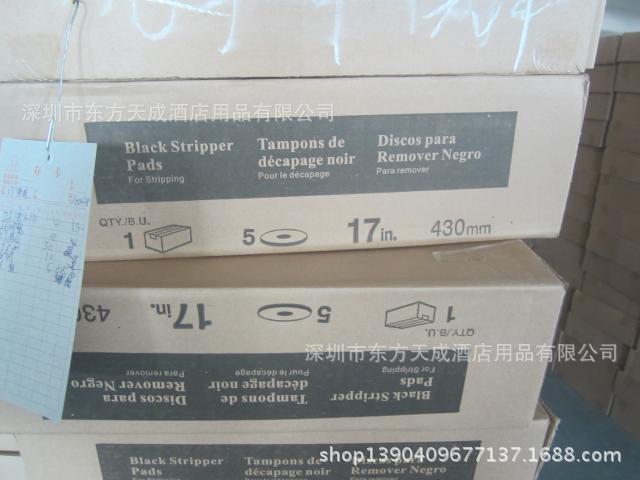 深圳市东方天成酒店用品有限公司
Black Stripper
Pads
For Stripping
Tampons de
décapage noir
Pour le décapage
Discos para
Remover Negro
Para remover
QTY./B.U.
1
5
17in.
430mm
1
QTY./B.U.
5
17in.
430
深圳市东方天成酒店用品有限公司
Black Stripper
Pads
For Stripping
Tampons de
décapage noir
Pour le décapage
Discos para
Remover Negro
Para remover
Black Stripper
Pads
For Stripping
Tampons de
décapage noir
Discos para
Remover Negro
shop1390409677137.1688.com